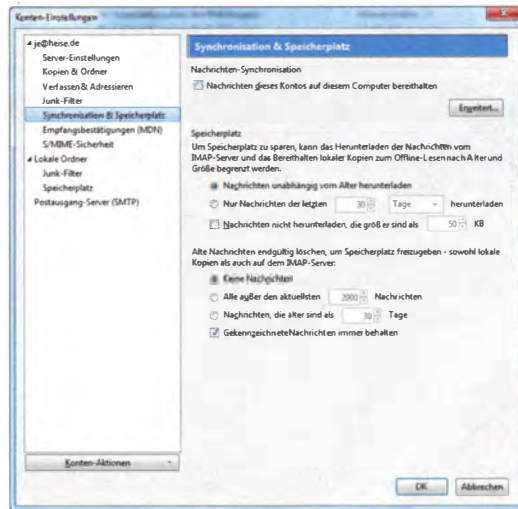 Konten-Einstellungen
je@heise.de
Server-Einstellungen
Kopien & Ordner
Verfassen & Adressieren
Junk-Filter
Synchronisation & Speicherplatz
Empfangsbestätigungen (MDN)
S/MIME-Sicherheit
Lokale Ordner
Junk-Filter
Speicherplatz
Postausgang-Server (SMTP)
Konten-Aktionen
Synchronisation & Speicherplatz
Nachrichten-Synchronisation
Nachrichten dieses Kontos auf diesem Computer bereithalten
Erweitert...
Speicherplatz
Um Speicherplatz zu sparen, kann das Herunterladen der Nachrichten vom
IMAP-Server und das Bereithalten lokaler Kopien zum Offline-Lesen nach Alter und
Größe begrenzt werden.
Nachrichten unabhängig vom Alter herunterladen
Nur Nachrichten der letzten 30 Tage herunterladen
Nachrichten nicht herunterladen, die größer sind als 50 KB
Alte Nachrichten endgültig löschen, um Speicherplatz freizugeben - sowohl lokale
Kopien als auch auf dem IMAP-Server:
Keine Nachrichten
Alle außer den aktuellsten 2000 Nachrichten
Nachrichten, die älter sind als 30 Tage
Gekennzeichnete Nachrichten immer behalten
OK Abbrechen